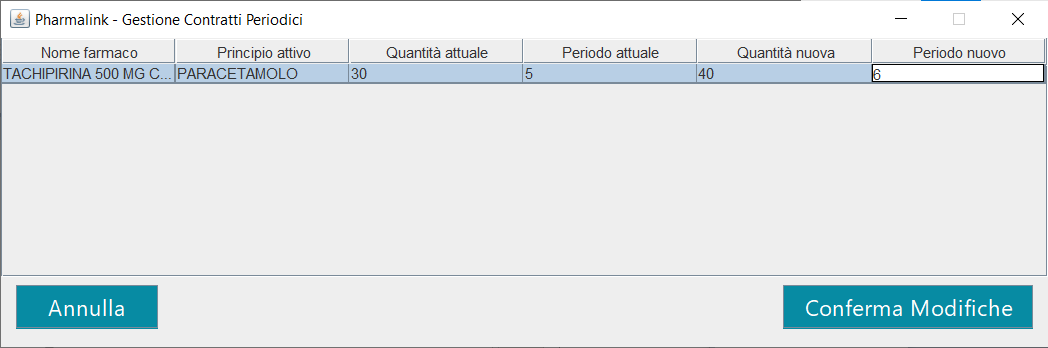 Pharmalink - Gestione Contratti Periodici
Nome farmaco Principio attivo Quantità attuale Periodo attuale Quantità nuova Periodo nuovo
TACHIPIRINA 500 MG C... PARACETAMOLO 30 5 40 6
Annulla Conferma Modifiche